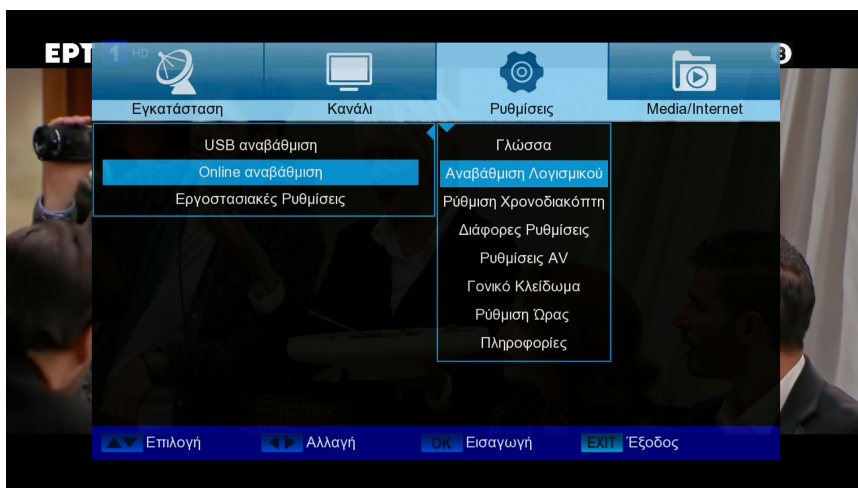 ΕΡΤ 1 HD
Εγκατάσταση Κανάλι Ρυθμίσεις Media/Internet
USB αναβάθμιση
Online αναβάθμιση
Εργοστασιακές Ρυθμίσεις
Γλώσσα
Αναβάθμιση Λογισμικού
Ρύθμιση Χρονοδιακόπτη
Διάφορες Ρυθμίσεις
Ρυθμίσεις AV
Γονικό Κλείδωμα
Ρύθμιση Ώρας
Πληροφορίες
Επιλογή Αλλαγή OK Εισαγωγή EXIT Έξοδος